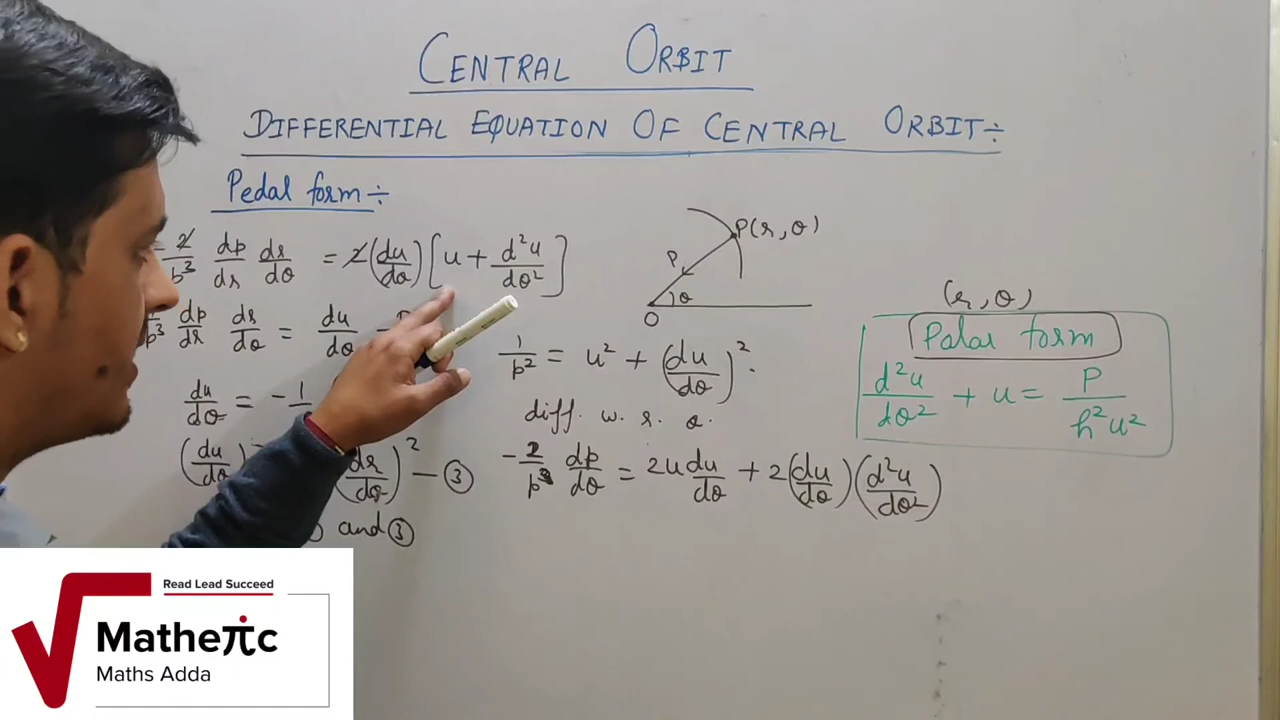 CENTRAL ORBIT
DIFFERENTIAL EQUATION OF CENTRAL ORBIT:-
Pedal form:-
-2/p³ dp/dr dr/dθ = 2(du/dθ)[u + d²u/dθ²]
/p³ dp/dr dr/dθ = du/dθ
du/dθ = -1
(du/dθ) (dr/dθ)² — ③
and ③
P(r, θ)
P
θ
O
1/p² = u² + (du/dθ)².
diff. w. r. θ.
-2/p³ dp/dθ = 2u du/dθ + 2(du/dθ)(d²u/dθ²)
(r, θ)
Polar form
d²u/dθ² + u = P/h²u²
Read Lead Succeed
Matheπc
Maths Adda